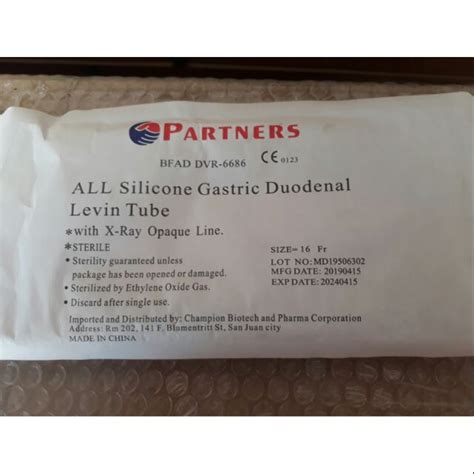 PARTNERS
BFAD DVR-6686 CE 0123
ALL Silicone Gastric Duodenal
Levin Tube
*with X-Ray Opaque Line.
*STERILE
• Sterility guaranteed unless
package has been opened or damaged.
• Sterilized by Ethylene Oxide Gas.
• Discard after single use.
SIZE= 16 Fr
LOT NO: MD19506302
MFG DATE: 20190415
EXP DATE: 20240415
Imported and Distributed by: Champion Biotech and Pharma Corporation
Address: Rm 202, 141 F. Blumentritt St, San Juan city
MADE IN CHINA